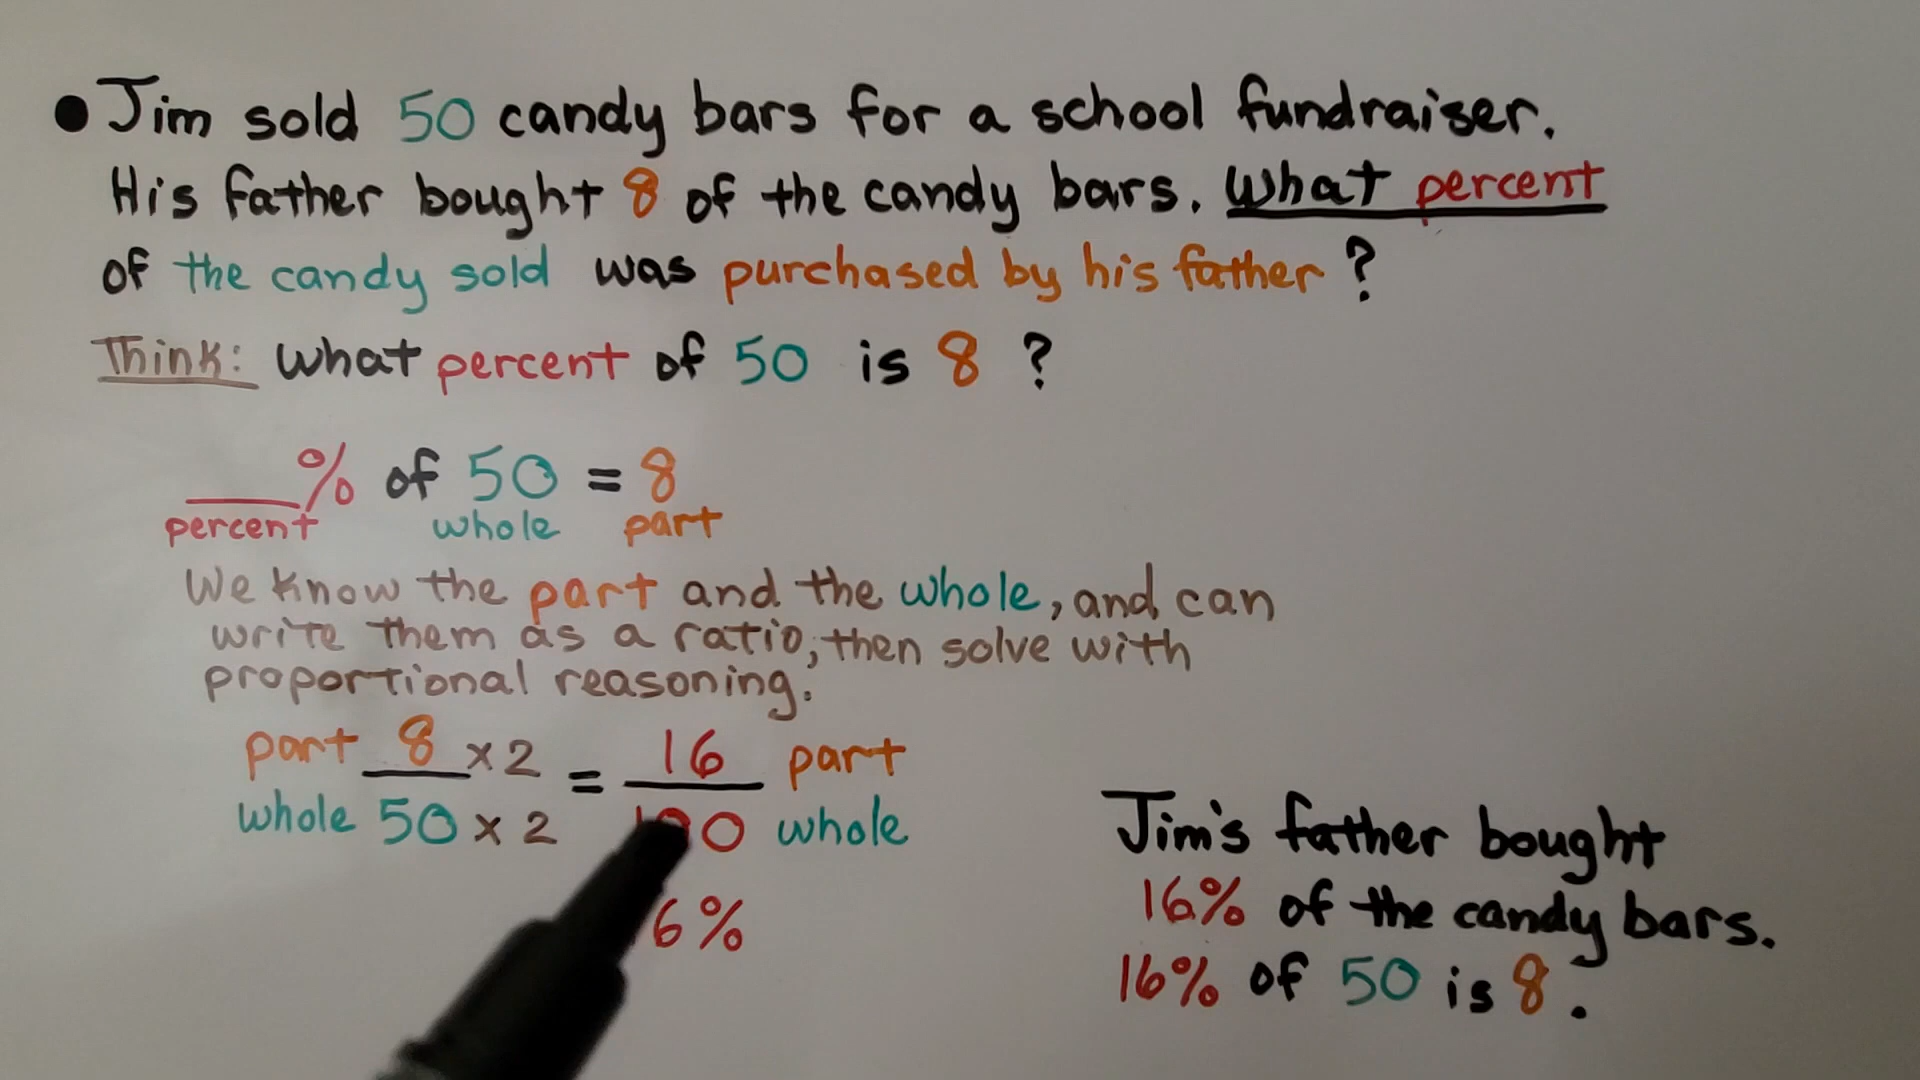 • Jim sold 50 candy bars for a school fundraiser.
His father bought 8 of the candy bars. What percent
of the candy sold was purchased by his father?
Think: What percent of 50 is 8?
___% of 50 = 8
percent whole part
We know the part and the whole, and can
write them as a ratio, then solve with
proportional reasoning.
part 8 × 2 = 16 part
whole 50 × 2 100 whole
6%
Jim's father bought
16% of the candy bars.
16% of 50 is 8.